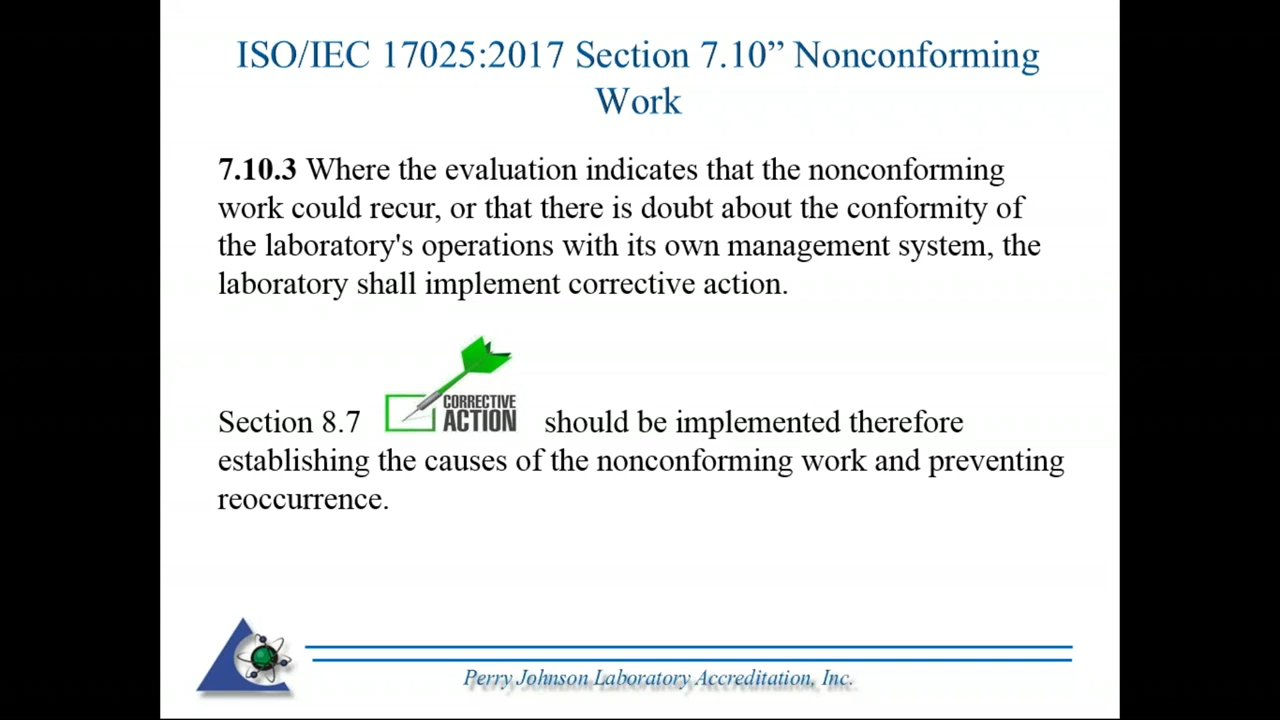 ISO/IEC 17025:2017 Section 7.10” Nonconforming
Work
7.10.3 Where the evaluation indicates that the nonconforming
work could recur, or that there is doubt about the conformity of
the laboratory's operations with its own management system, the
laboratory shall implement corrective action.
Section 8.7 CORRECTIVE ACTION should be implemented therefore
establishing the causes of the nonconforming work and preventing
reoccurrence.
Perry Johnson Laboratory Accreditation, Inc.